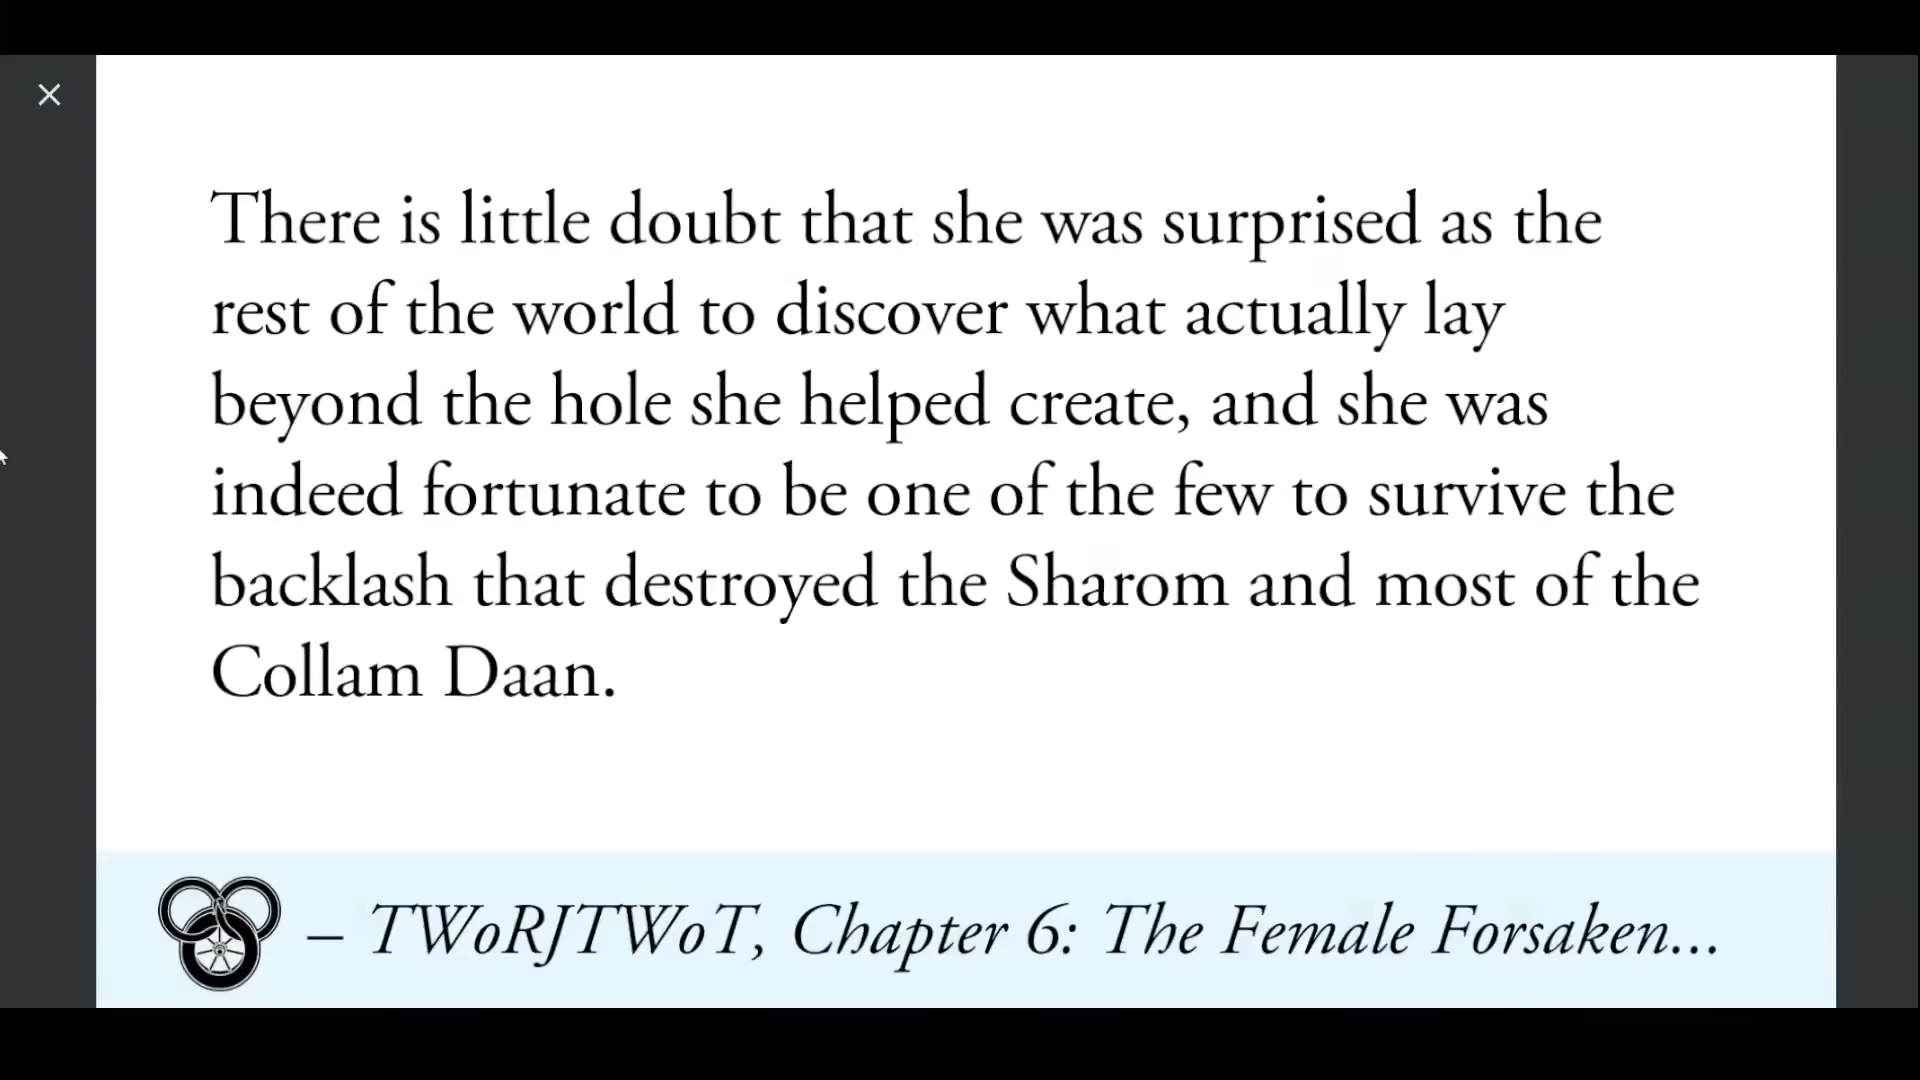 There is little doubt that she was surprised as the
rest of the world to discover what actually lay
beyond the hole she helped create, and she was
indeed fortunate to be one of the few to survive the
backlash that destroyed the Sharom and most of the
Collam Daan.
– TWoRJTWoT, Chapter 6: The Female Forsaken...